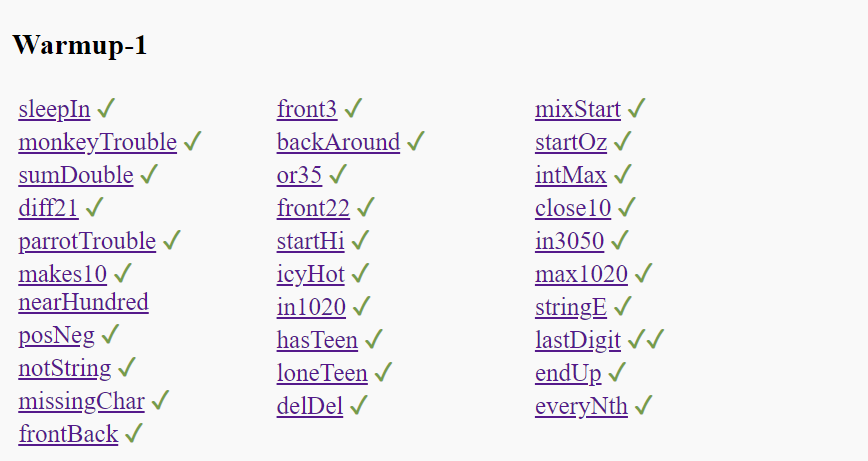 Warmup-1
sleepIn ✓
monkeyTrouble ✓
sumDouble ✓
diff21 ✓
parrotTrouble ✓
makes10 ✓
nearHundred
posNeg ✓
notString ✓
missingChar ✓
frontBack ✓
front3 ✓
backAround ✓
or35 ✓
front22 ✓
startHi ✓
icyHot ✓
in1020 ✓
hasTeen ✓
loneTeen ✓
delDel ✓
mixStart ✓
startOz ✓
intMax ✓
close10 ✓
in3050 ✓
max1020 ✓
stringE ✓
lastDigit ✓✓
endUp ✓
everyNth ✓